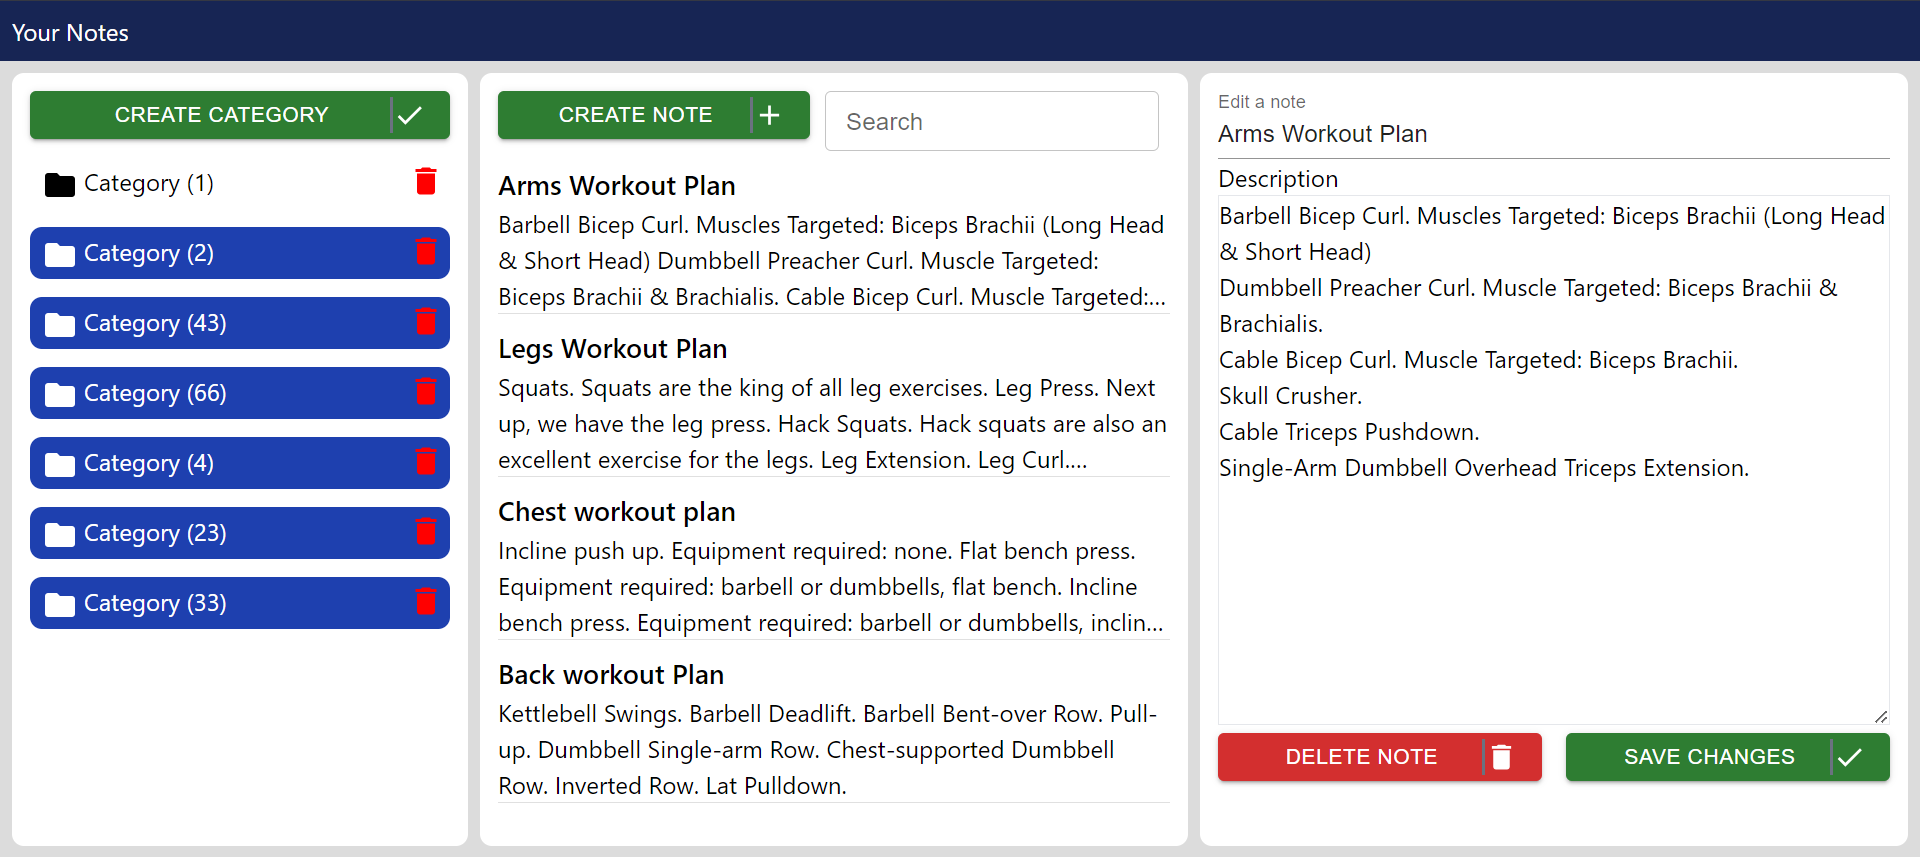 Your Notes
CREATE CATEGORY
Category (1)
Category (2)
Category (43)
Category (66)
Category (4)
Category (23)
Category (33)
CREATE NOTE
Search
Arms Workout Plan
Barbell Bicep Curl. Muscles Targeted: Biceps Brachii (Long Head
& Short Head) Dumbbell Preacher Curl. Muscle Targeted:
Biceps Brachii & Brachialis. Cable Bicep Curl. Muscle Targeted:...
Legs Workout Plan
Squats. Squats are the king of all leg exercises. Leg Press. Next
up, we have the leg press. Hack Squats. Hack squats are also an
excellent exercise for the legs. Leg Extension. Leg Curl....
Chest workout plan
Incline push up. Equipment required: none. Flat bench press.
Equipment required: barbell or dumbbells, flat bench. Incline
bench press. Equipment required: barbell or dumbbells, inclin...
Back workout Plan
Kettlebell Swings. Barbell Deadlift. Barbell Bent-over Row. Pull-
up. Dumbbell Single-arm Row. Chest-supported Dumbbell
Row. Inverted Row. Lat Pulldown.
Edit a note
Arms Workout Plan
Description
Barbell Bicep Curl. Muscles Targeted: Biceps Brachii (Long Head
& Short Head)
Dumbbell Preacher Curl. Muscle Targeted: Biceps Brachii &
Brachialis.
Cable Bicep Curl. Muscle Targeted: Biceps Brachii.
Skull Crusher.
Cable Triceps Pushdown.
Single-Arm Dumbbell Overhead Triceps Extension.
DELETE NOTE
SAVE CHANGES